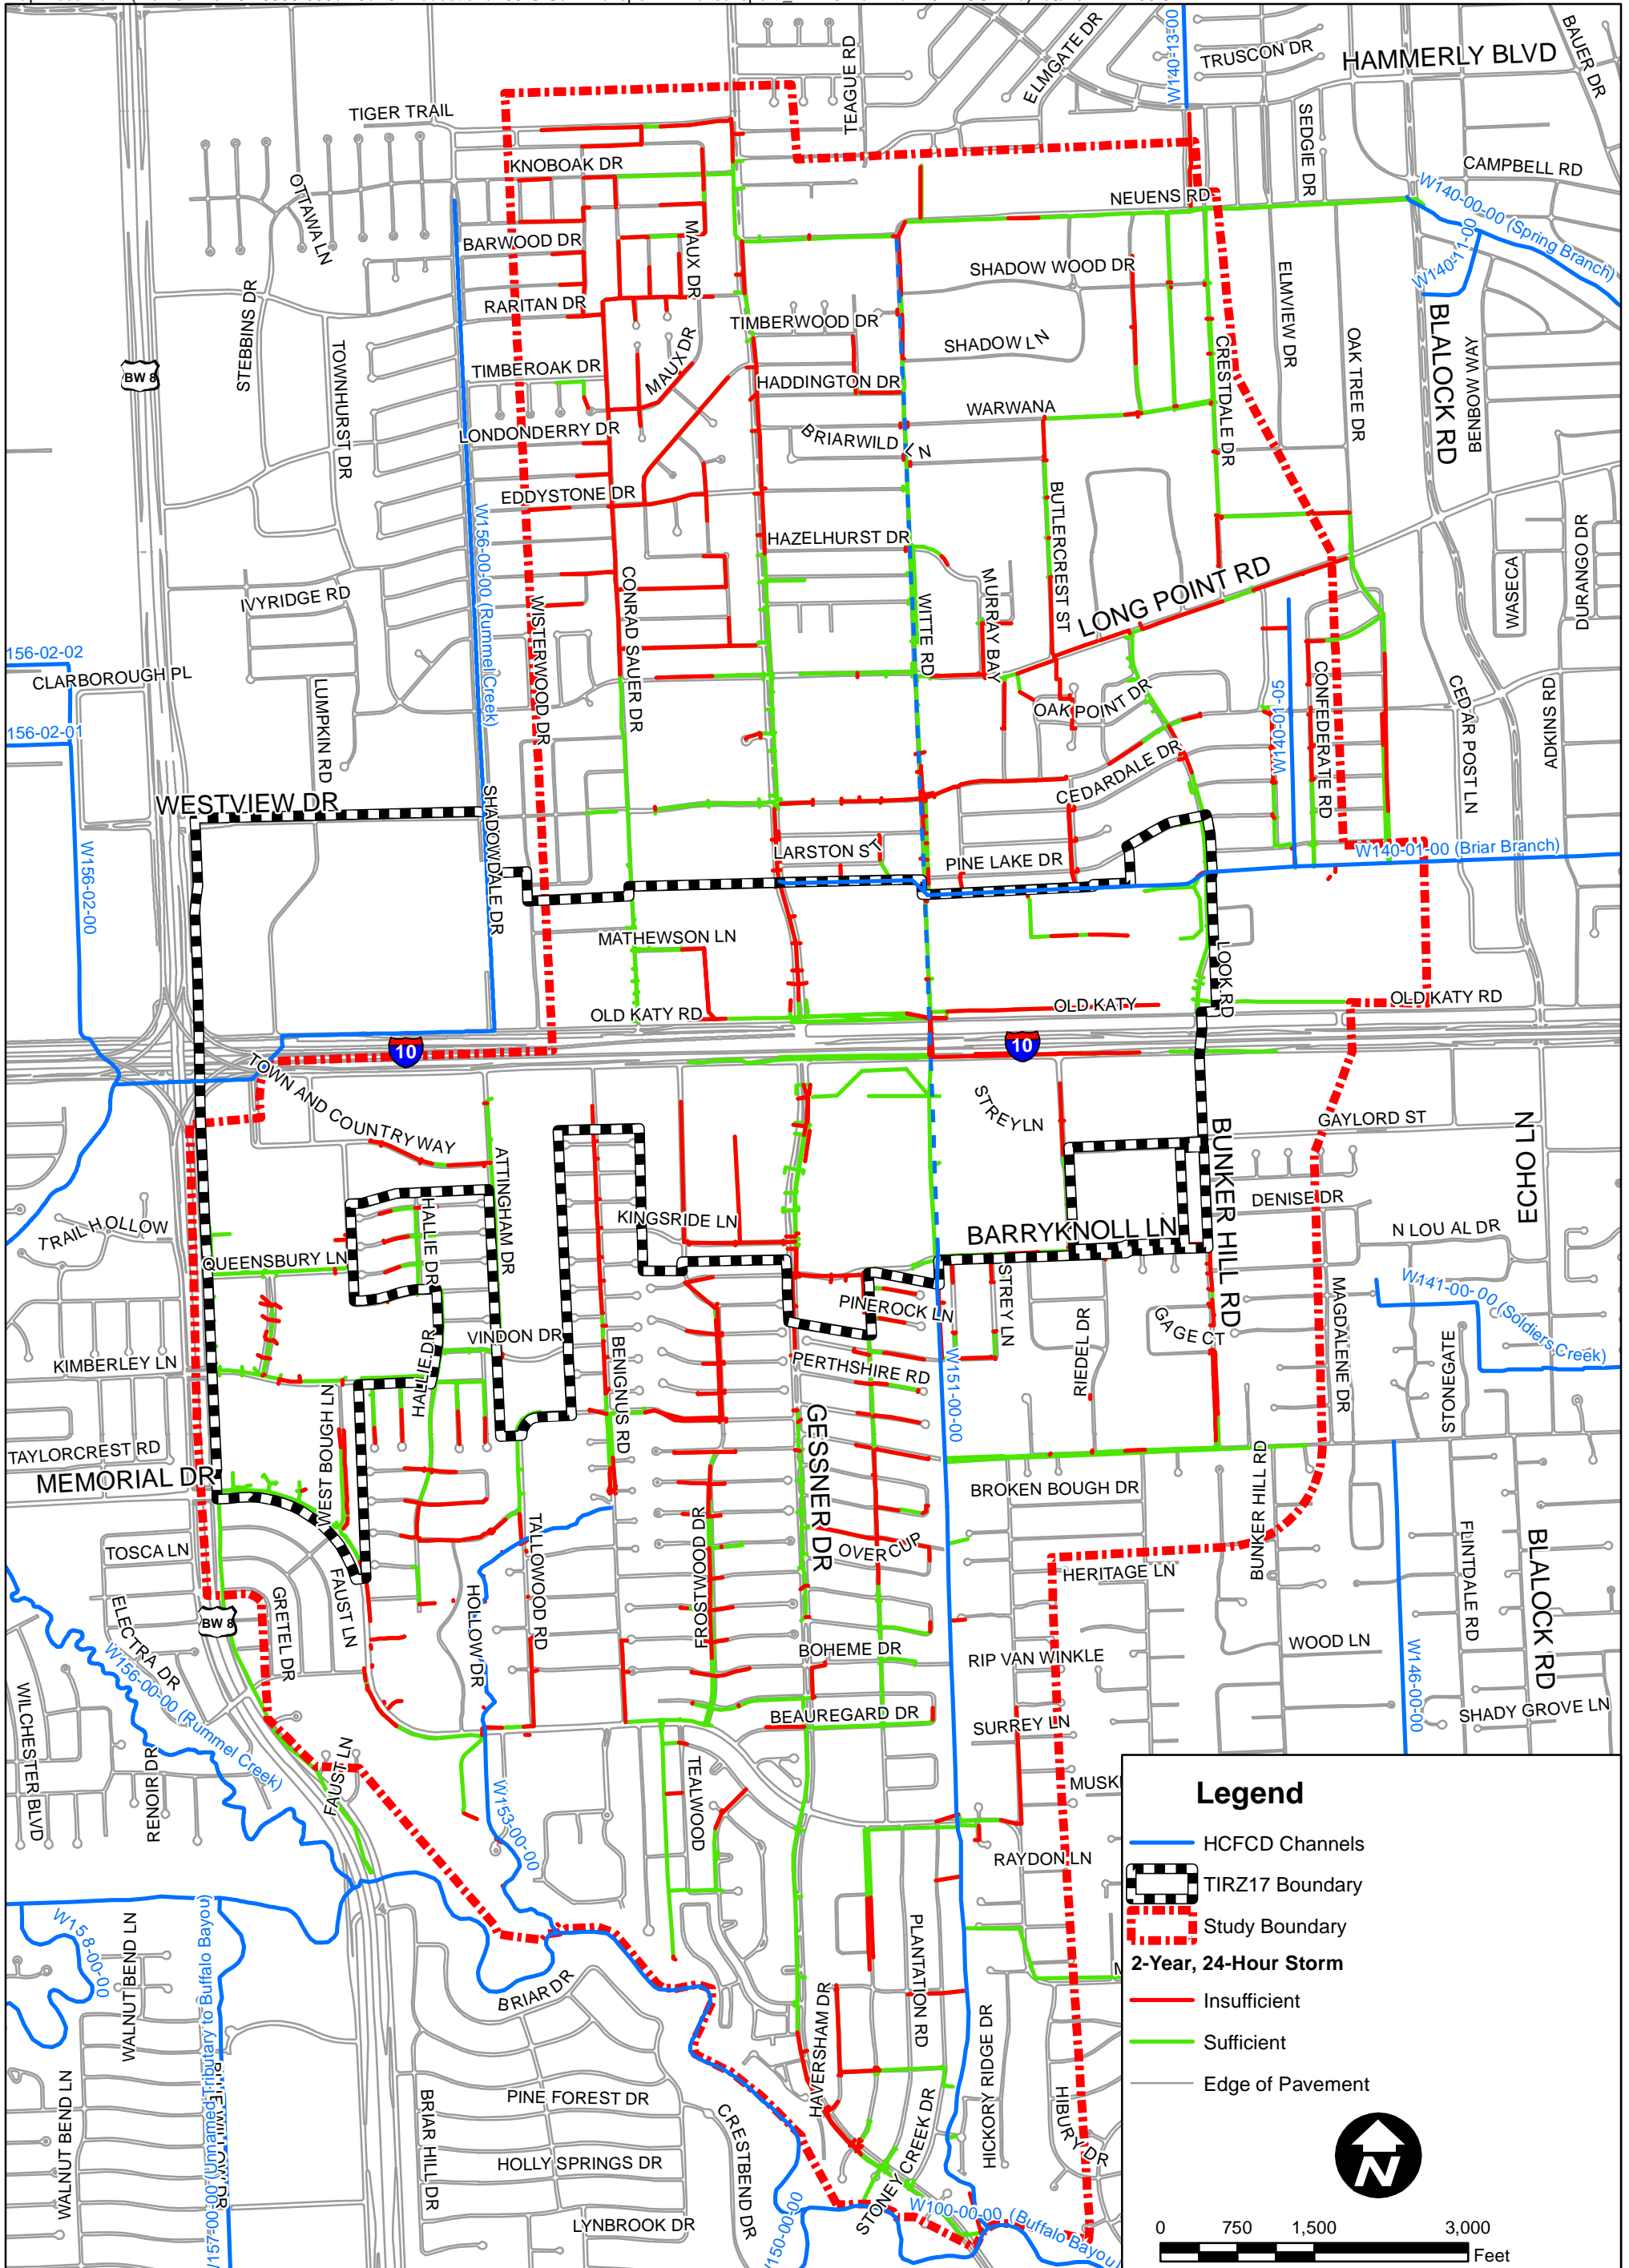 HAMMERLY BLVD
TRUSCON DR
BAUER DR
ELMGATE DR
TEAGUE RD
W140-13-00
TIGER TRAIL
SEDGIE DR
CAMPBELL RD
KNOBOAK DR
OTTAWA LN
NEUENS RD
W140-00-00 (Spring Branch)
W140-11-00
BARWOOD DR
MAUX DR
SHADOW WOOD DR
ELMVIEW DR
STEBBINS DR
RARITAN DR
TIMBERWOOD DR
SHADOW LN
OAK TREE DR
BLALOCK RD
BENBOW WAY
TOWNHURST DR
BW 8
TIMBEROAK DR
MAUX DR
HADDINGTON DR
CRESTDALE DR
WARWANA
LONDONDERRY DR
BRIARWILD LN
EDDYSTONE DR
BUTLERCREST ST
W156-00-00 (Rummel Creek)
HAZELHURST DR
DURANGO DR
WASECA
LONG POINT RD
IVYRIDGE RD
CONRAD SAUER DR
WISTERWOOD DR
WITTE RD
MURRAY BAY
156-02-02
CLARBOROUGH PL
LUMPKIN RD
OAK POINT DR
W140-01-05
CONFEDERATE RD
CEDAR POST LN
ADKINS RD
156-02-01
CEDARDALE DR
WESTVIEW DR
SHADOWDALE DR
LARSTON ST
PINE LAKE DR
W140-01-00 (Briar Branch)
W156-02-00
MATHEWSON LN
LOOK RD
OLD KATY RD
OLD KATY
OLD KATY RD
10
10
TOWN AND COUNTRY WAY
STREY LN
GAYLORD ST
ATTINGHAM DR
BUNKER HILL RD
ECHO LN
DENISE DR
TRAIL HOLLOW
HALLIE DR
KINGSRIDE LN
BARRYKNOLL LN
N LOU AL DR
QUEENSBURY LN
W141-00-00 (Soldiers Creek)
STREY LN
PINEROCK LN
MAGDALENE DR
GAGE CT
RIEDEL DR
VINDON DR
HALLIE DR
BENIGNUS RD
KIMBERLEY LN
PERTHSHIRE RD
W151-00-00
STONEGATE
WEST BOUGH LN
GESSNER DR
TAYLORCREST RD
MEMORIAL DR
BROKEN BOUGH DR
BUNKER HILL RD
TALLOWOOD RD
FROSTWOOD DR
OVERCUP
TOSCA LN
FLINTDALE RD
BLALOCK RD
HERITAGE LN
FAUST LN
GRETEL DR
HOLLOW DR
BW 8
ELECTRA DR
BOHEME DR
RIP VAN WINKLE
WOOD LN
W146-00-00
W156-00-00 (Rummel Creek)
WILCHESTER BLVD
BEAUREGARD DR
SURREY LN
SHADY GROVE LN
RENOIR DR
FAUST LN
TEALWOOD
MUSK
W153-00-00
RAYDON LN
W158-00-00
WALNUT BEND LN
PLANTATION RD
BRIAR DR
HAVERSHAM DR
HICKORY RIDGE DR
HIBURY DR
WALNUT BEND LN
BRIAR HILL DR
PINE FOREST DR
CRESTBEND DR
HOLLY SPRINGS DR
STONEY CREEK DR
W100-00-00 (Buffalo Bayou)
LYNBROOK DR
150-00-00
157-00-00 (Unnamed Tributary to Buffalo Bayou)
Legend
HCFCD Channels
TIRZ17 Boundary
Study Boundary
2-Year, 24-Hour Storm
Insufficient
Sufficient
Edge of Pavement
N
0 750 1,500 3,000
Feet